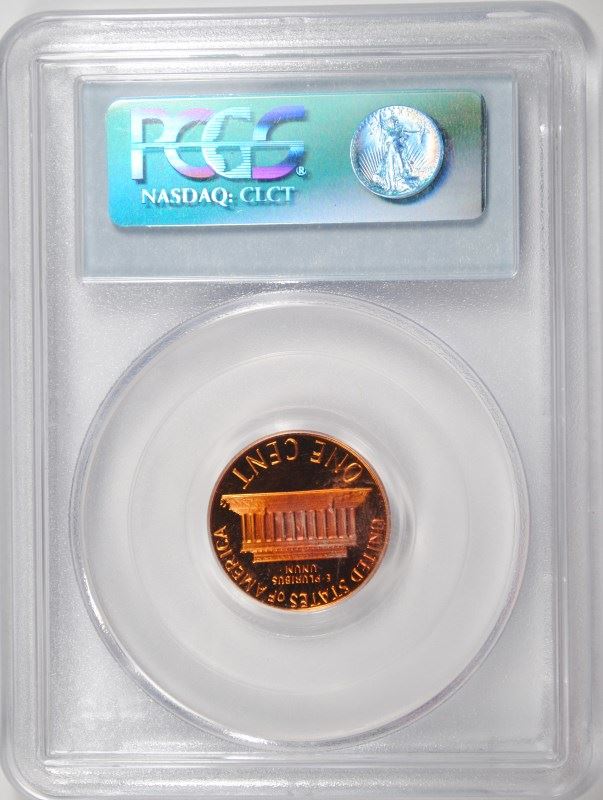 PCGS®
NASDAQ: CLCT
ONE CENT
UNITED STATES OF AMERICA
E·PLURIBUS
·UNUM·